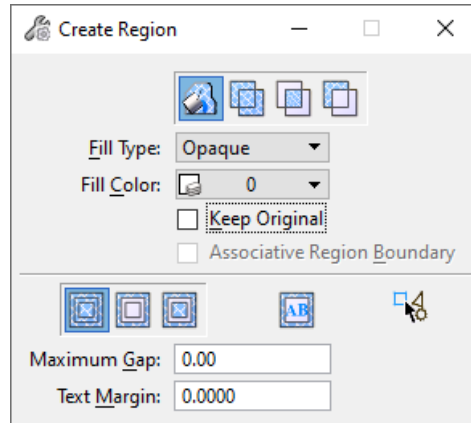 Create Region
Fill Type: Opaque
Fill Color: 0
Keep Original
Associative Region Boundary
AB
Maximum Gap: 0.00
Text Margin: 0.0000